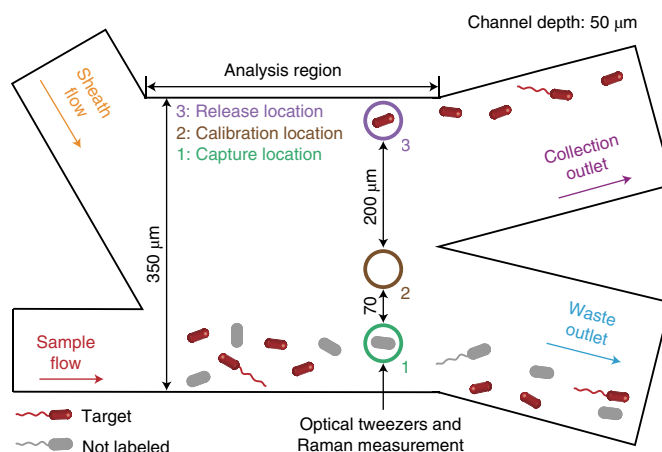 Channel depth: 50 μm
Sheath
flow
Analysis region
3: Release location
2: Calibration location
1: Capture location
3
Collection
outlet
200 μm
350 μm
2
70
Waste
outlet
Sample
flow
1
Target
Not labeled
Optical tweezers and
Raman measurement